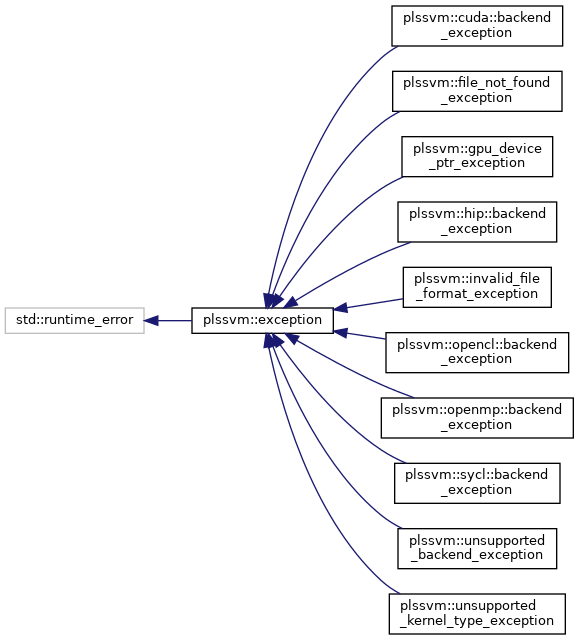 plssvm::cuda::backend
_exception
plssvm::file_not_found
_exception
plssvm::gpu_device
_ptr_exception
plssvm::hip::backend
_exception
plssvm::invalid_file
_format_exception
std::runtime_error
plssvm::exception
plssvm::opencl::backend
_exception
plssvm::openmp::backend
_exception
plssvm::sycl::backend
_exception
plssvm::unsupported
_backend_exception
plssvm::unsupported
_kernel_type_exception